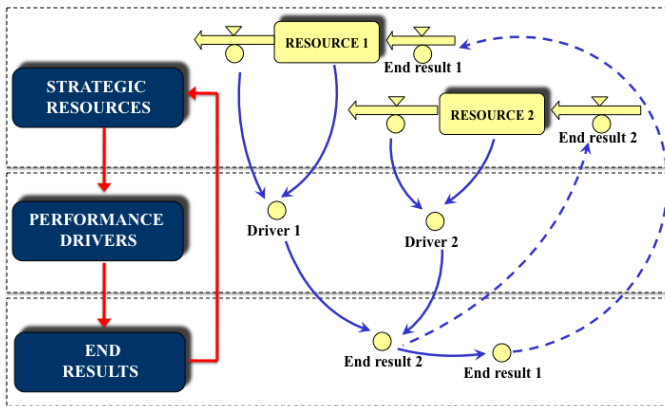 RESOURCE 1
End result 1
STRATEGIC
RESOURCES
RESOURCE 2
End result 2
PERFORMANCE
DRIVERS
Driver 1
Driver 2
END
RESULTS
End result 2
End result 1